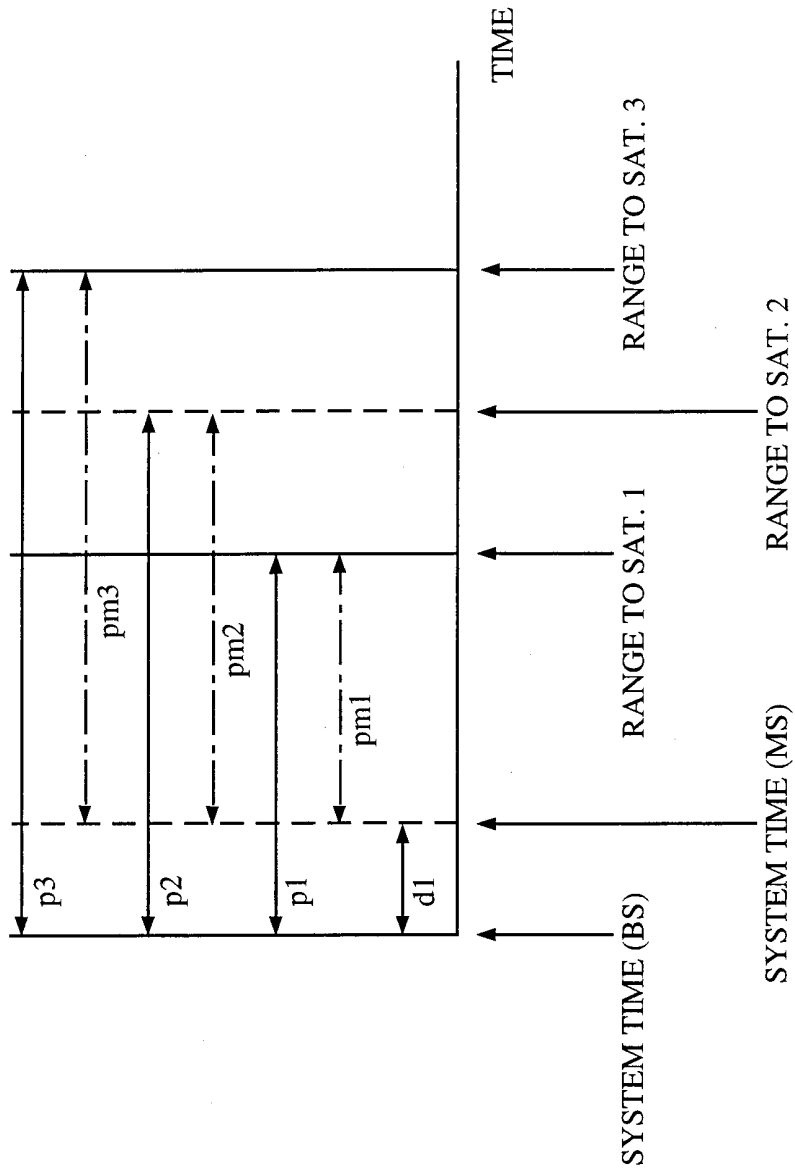 p3
pm3
p2
pm2
p1
pm1
d1
TIME
SYSTEM TIME (BS)
SYSTEM TIME (MS)
RANGE TO SAT. 1
RANGE TO SAT. 2
RANGE TO SAT. 3